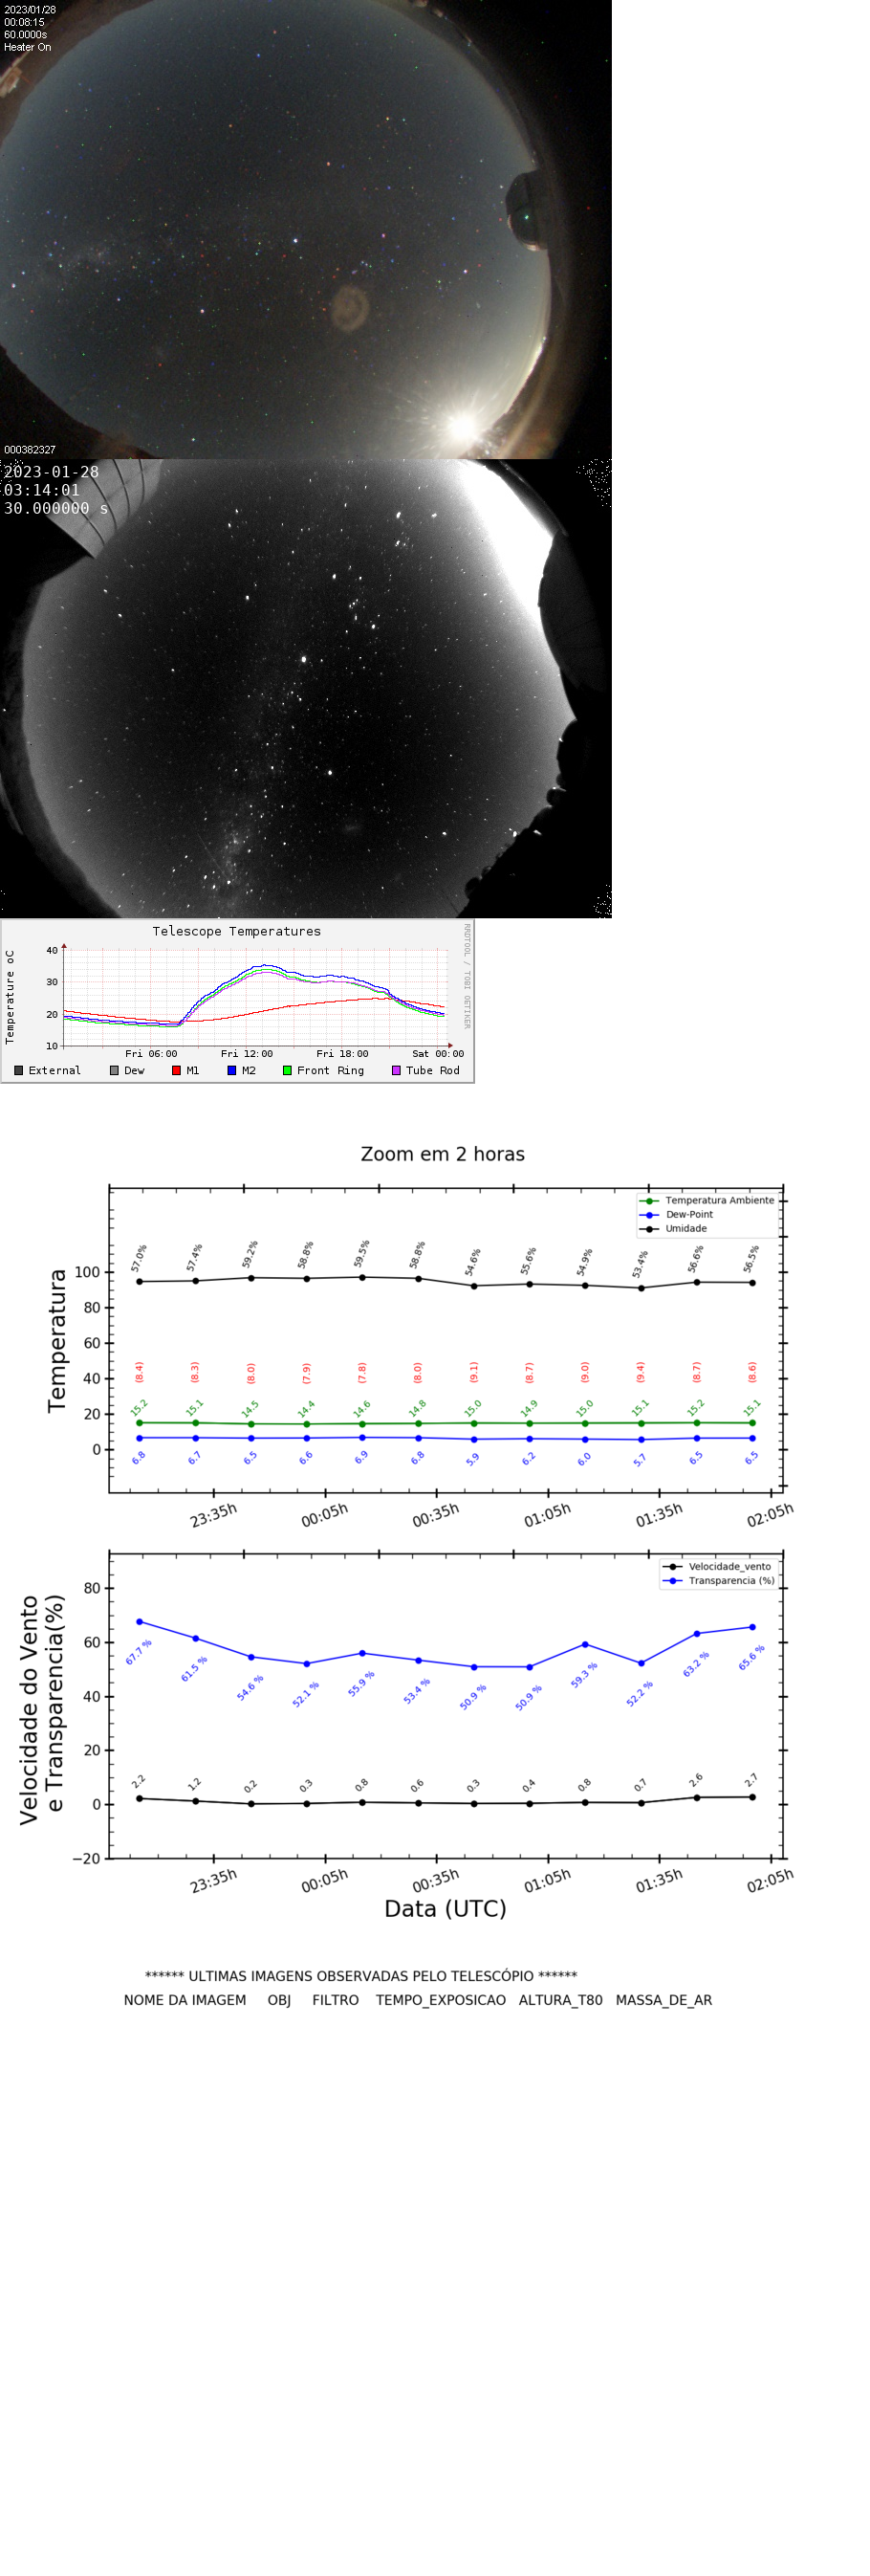 2023/01/28
00:08:15
60.0000s
Heater On
000382327
2023-01-28
03:14:01
30.000000 s
Telescope Temperatures
RRDTOOL / TOBI OETIKER
Temperature oC
40
30
20
10
Fri 06:00 Fri 12:00 Fri 18:00 Sat 00:00
External Dew M1 M2 Front Ring Tube Rod
Zoom em 2 horas
Temperatura Ambiente
Dew-Point
Umidade
57.0% 57.4% 59.2% 58.8% 59.5% 58.8% 54.6% 55.6% 54.9% 53.4% 56.6% 56.5%
Temperatura
100
80
60
40
20
0
(8.4) (8.3) (8.0) (7.9) (7.8) (8.0) (9.1) (8.7) (9.0) (9.4) (8.7) (8.6)
15.2 15.1 14.5 14.4 14.6 14.8 15.0 14.9 15.0 15.1 15.2 15.1
6.8 6.7 6.5 6.6 6.9 6.8 5.9 6.2 6.0 5.7 6.5 6.5
23:35h 00:05h 00:35h 01:05h 01:35h 02:05h
Velocidade_vento
Transparencia (%)
Velocidade do Vento
e Transparencia(%)
80
60
40
20
0
−20
67.7 % 61.5 % 54.6 % 52.1 % 55.9 % 53.4 % 50.9 % 50.9 % 59.3 % 52.2 % 63.2 % 65.6 %
2.2 1.2 0.2 0.3 0.8 0.6 0.3 0.4 0.8 0.7 2.6 2.7
23:35h 00:05h 00:35h 01:05h 01:35h 02:05h
Data (UTC)
****** ULTIMAS IMAGENS OBSERVADAS PELO TELESCÓPIO ******
NOME DA IMAGEM OBJ FILTRO TEMPO_EXPOSICAO ALTURA_T80 MASSA_DE_AR